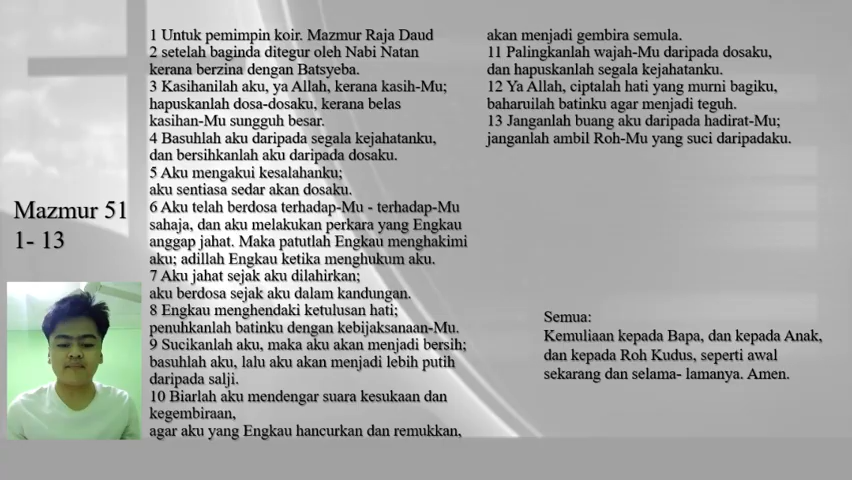 Mazmur 51
1- 13
1 Untuk pemimpin koir. Mazmur Raja Daud
2 setelah baginda ditegur oleh Nabi Natan
kerana berzina dengan Batsyeba.
3 Kasihanilah aku, ya Allah, kerana kasih-Mu;
hapuskanlah dosa-dosaku, kerana belas
kasihan-Mu sungguh besar.
4 Basuhlah aku daripada segala kejahatanku,
dan bersihkanlah aku daripada dosaku.
5 Aku mengakui kesalahanku;
aku sentiasa sedar akan dosaku.
6 Aku telah berdosa terhadap-Mu - terhadap-Mu
sahaja, dan aku melakukan perkara yang Engkau
anggap jahat. Maka patutlah Engkau menghakimi
aku; adillah Engkau ketika menghukum aku.
7 Aku jahat sejak aku dilahirkan;
aku berdosa sejak aku dalam kandungan.
8 Engkau menghendaki ketulusan hati;
penuhkanlah batinku dengan kebijaksanaan-Mu.
9 Sucikanlah aku, maka aku akan menjadi bersih;
basuhlah aku, lalu aku akan menjadi lebih putih
daripada salji.
10 Biarlah aku mendengar suara kesukaan dan
kegembiraan,
agar aku yang Engkau hancurkan dan remukkan,
akan menjadi gembira semula.
11 Palingkanlah wajah-Mu daripada dosaku,
dan hapuskanlah segala kejahatanku.
12 Ya Allah, ciptalah hati yang murni bagiku,
baharuilah batinku agar menjadi teguh.
13 Janganlah buang aku daripada hadirat-Mu;
janganlah ambil Roh-Mu yang suci daripadaku.
Semua:
Kemuliaan kepada Bapa, dan kepada Anak,
dan kepada Roh Kudus, seperti awal
sekarang dan selama- lamanya. Amen.